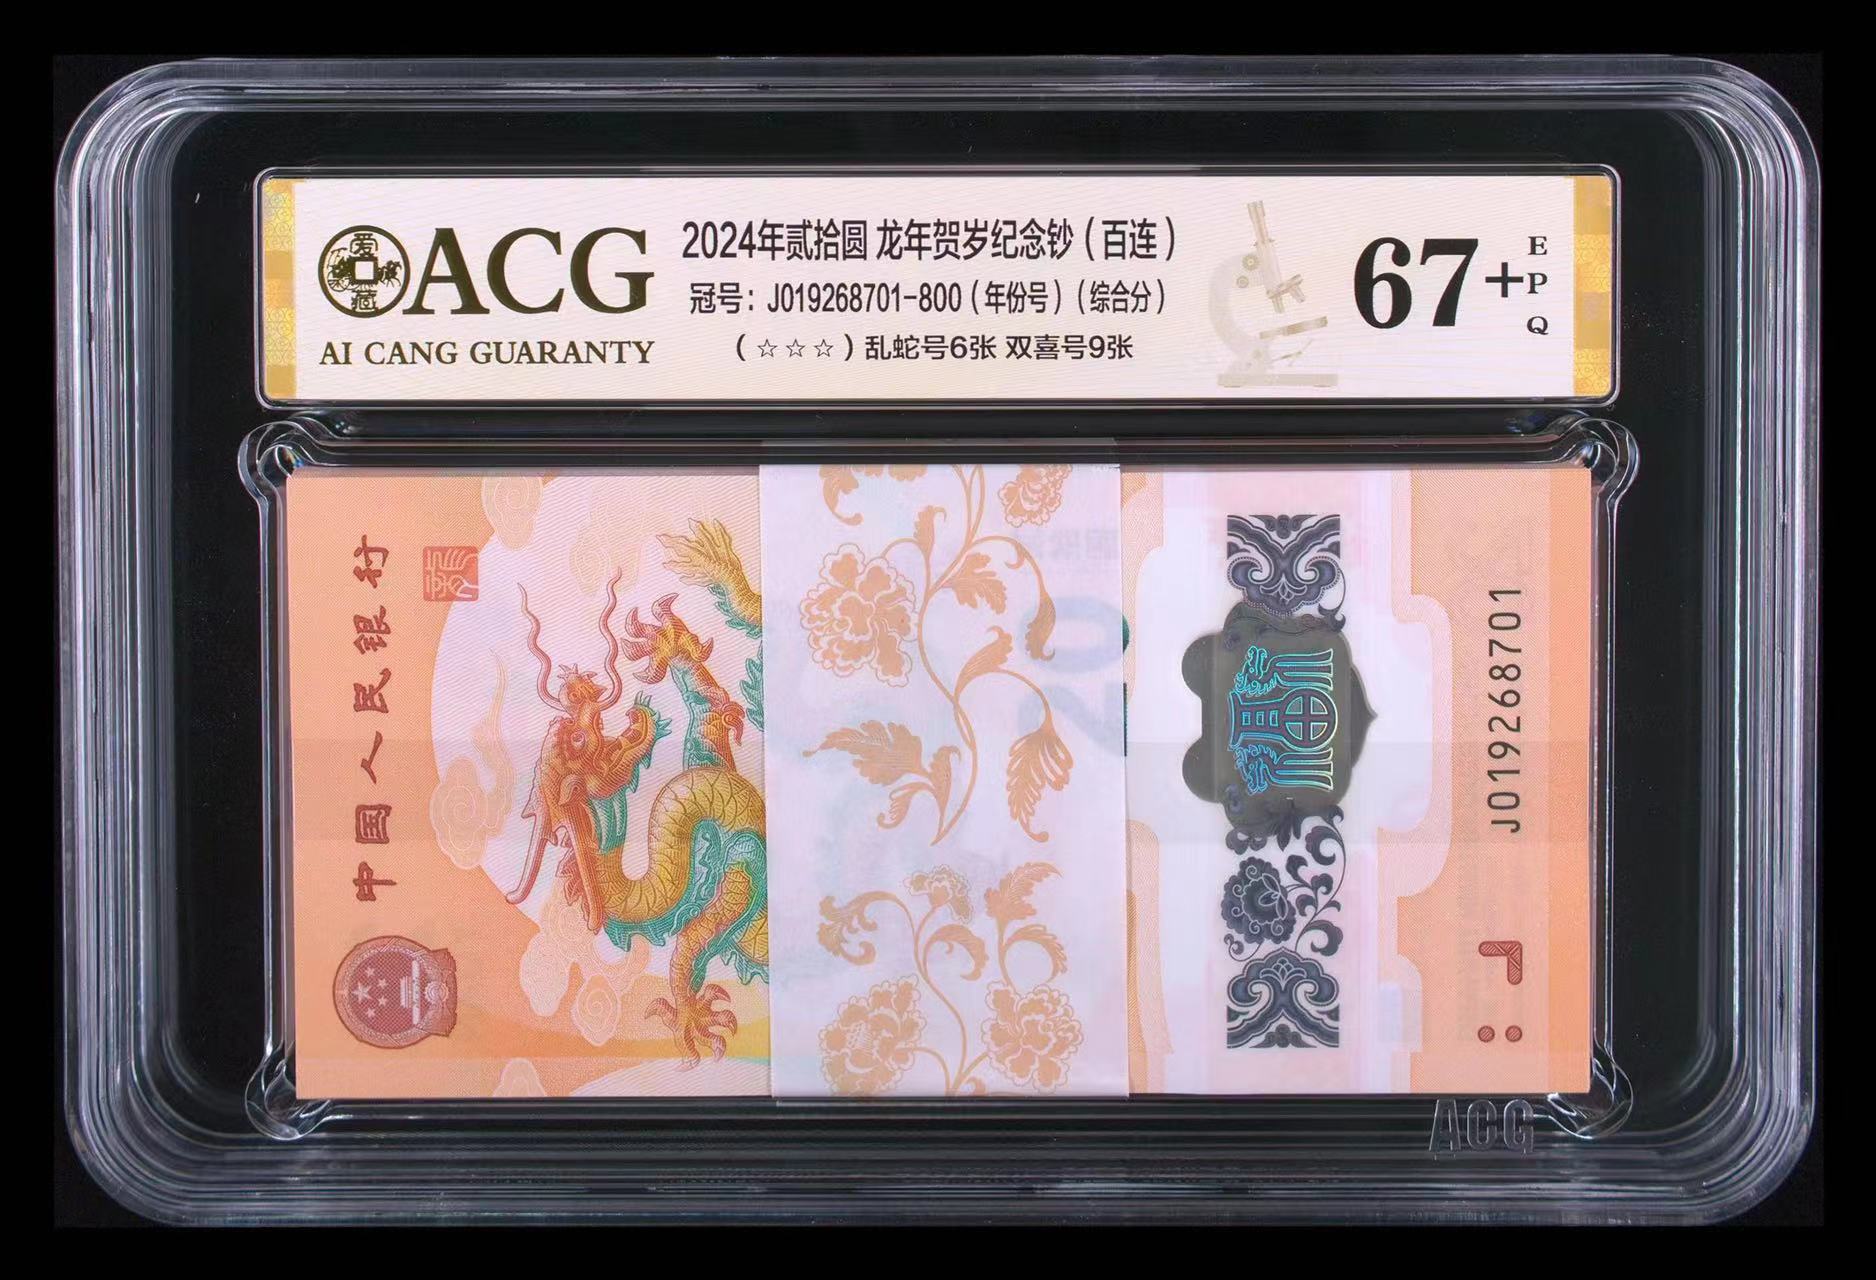 ACG
AI CANG GUARANTY
2024年贰拾圆 龙年贺岁纪念钞(百连)
冠号: J019268701-800(年份号)(综合分)
(☆☆☆)乱蛇号6张 双喜号9张
67+
EPQ
中国人民银行
20
J019268701
ACG